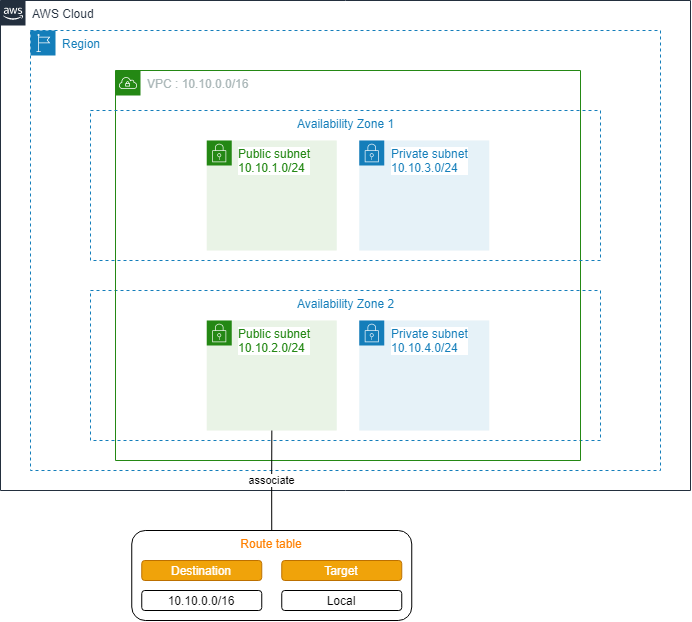 aws
AWS Cloud
Region
VPC : 10.10.0.0/16
Availability Zone 1
Public subnet
10.10.1.0/24
Private subnet
10.10.3.0/24
Availability Zone 2
Public subnet
10.10.2.0/24
Private subnet
10.10.4.0/24
associate
Route table
Destination Target
10.10.0.0/16 Local